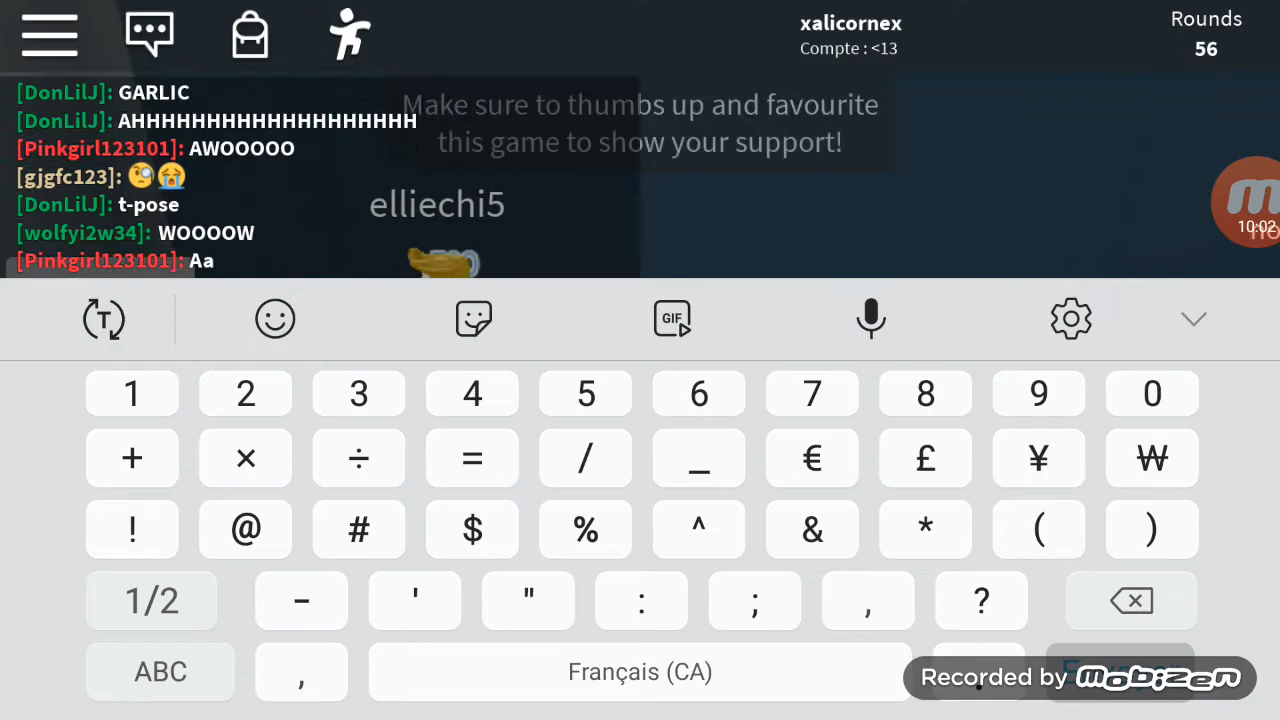 xalicornex
Compte : <13
Rounds
56
[DonLilJ]: GARLIC
[DonLilJ]: AHHHHHHHHHHHHHHHHHHH
[Pinkgirl123101]: AWOOOOO
[gjgfc123]: 🧐😭
[DonLilJ]: t-pose
[wolfyi2w34]: WOOOOW
[Pinkgirl123101]: Aa
Make sure to thumbs up and favourite
this game to show your support!
elliechi5
10:02
T
GIF
1 2 3 4 5 6 7 8 9 0
+ × ÷ = / _ € £ ¥ ₩
! @ # $ % ^ & * ( )
1/2 - ' " : ; , ?
ABC , Français (CA) .
Recorded by mobizen